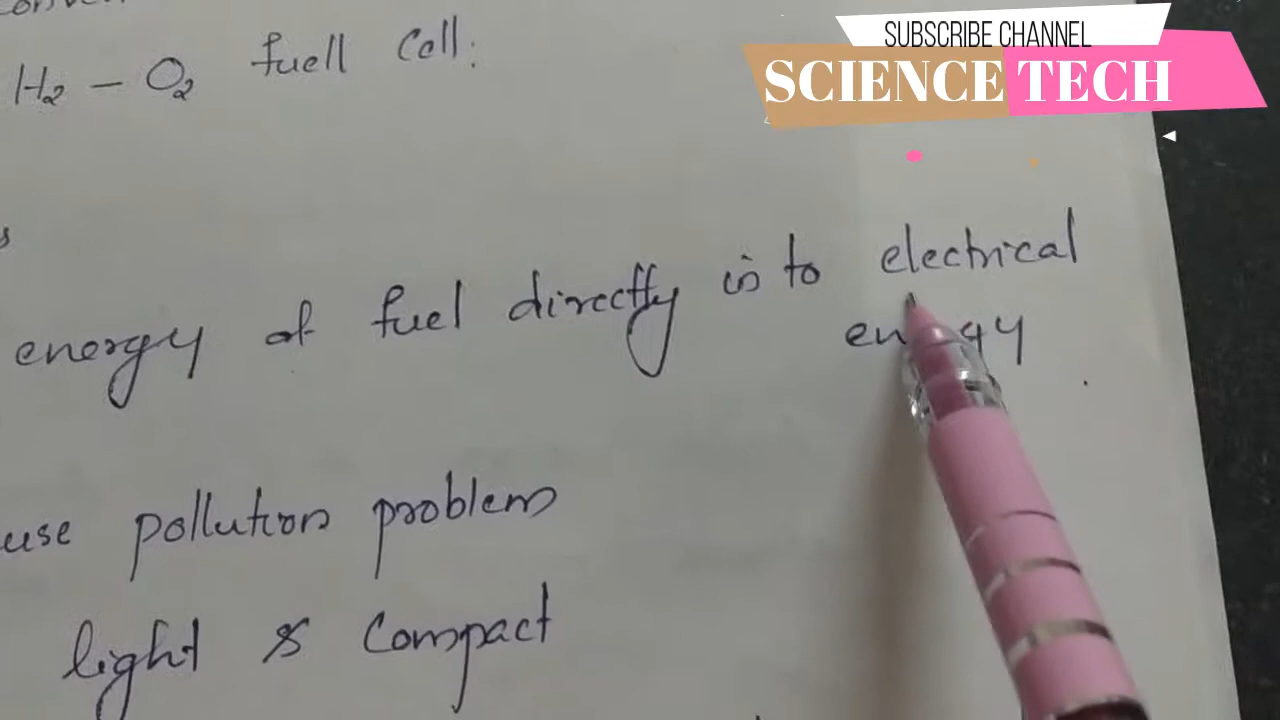 SUBSCRIBE CHANNEL
SCIENCE TECH
H2 - O2 fuell Cell:
energy of fuel directly in to electrical
energy
pollution problem
light & Compact